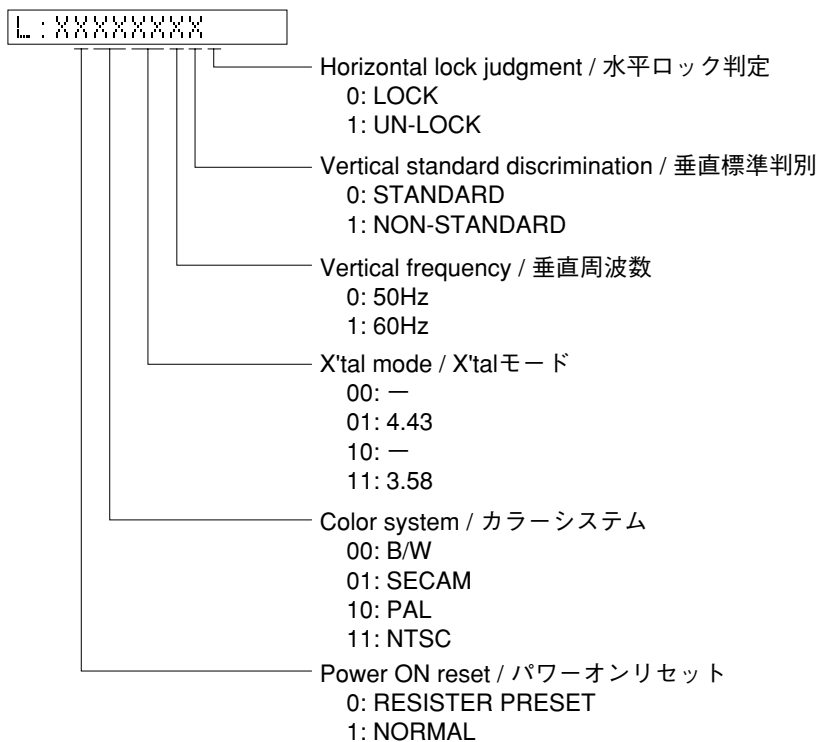 L:XXXXXXXX
Horizontal lock judgment / 水平ロック判定
0: LOCK
1: UN-LOCK
Vertical standard discrimination / 垂直標準判別
0: STANDARD
1: NON-STANDARD
Vertical frequency / 垂直周波数
0: 50Hz
1: 60Hz
X'tal mode / X'talモード
00: —
01: 4.43
10: —
11: 3.58
Color system / カラーシステム
00: B/W
01: SECAM
10: PAL
11: NTSC
Power ON reset / パワーオンリセット
0: RESISTER PRESET
1: NORMAL